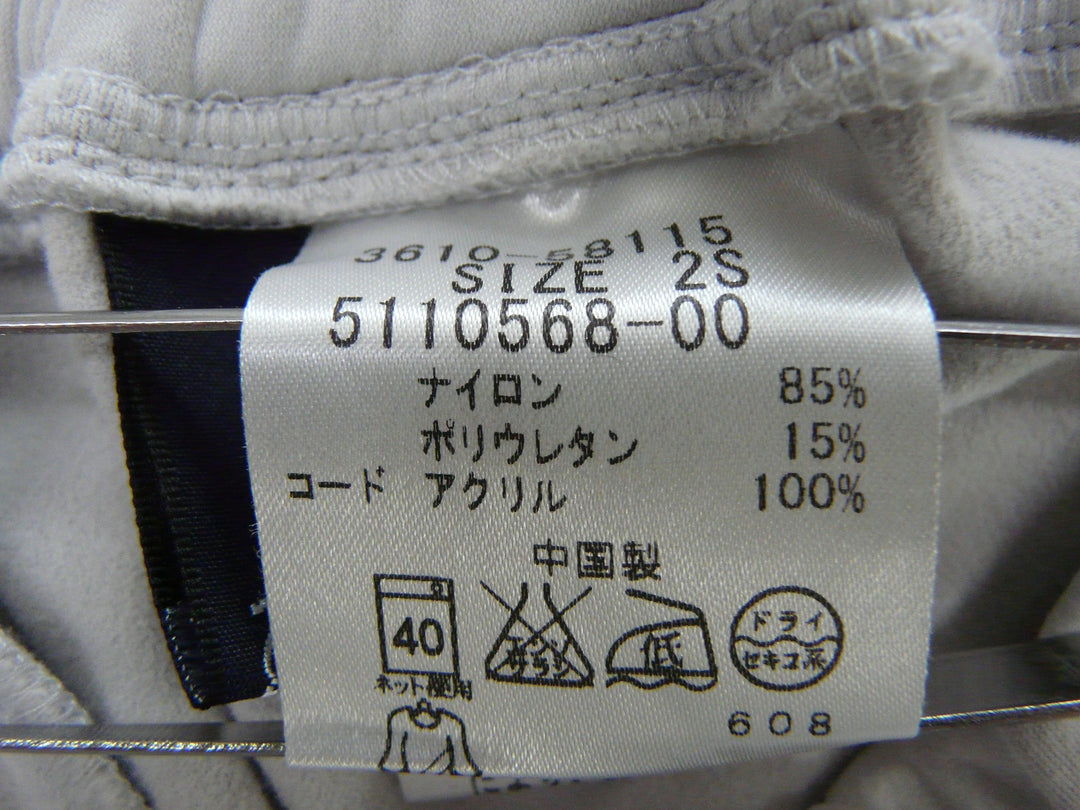 3610-58115
SIZE 2S
5110568-00
ナイロン 85%
ポリウレタン 15%
コード アクリル 100%
中国製
40
低
ドライ
セキユ系
ネット使用
608